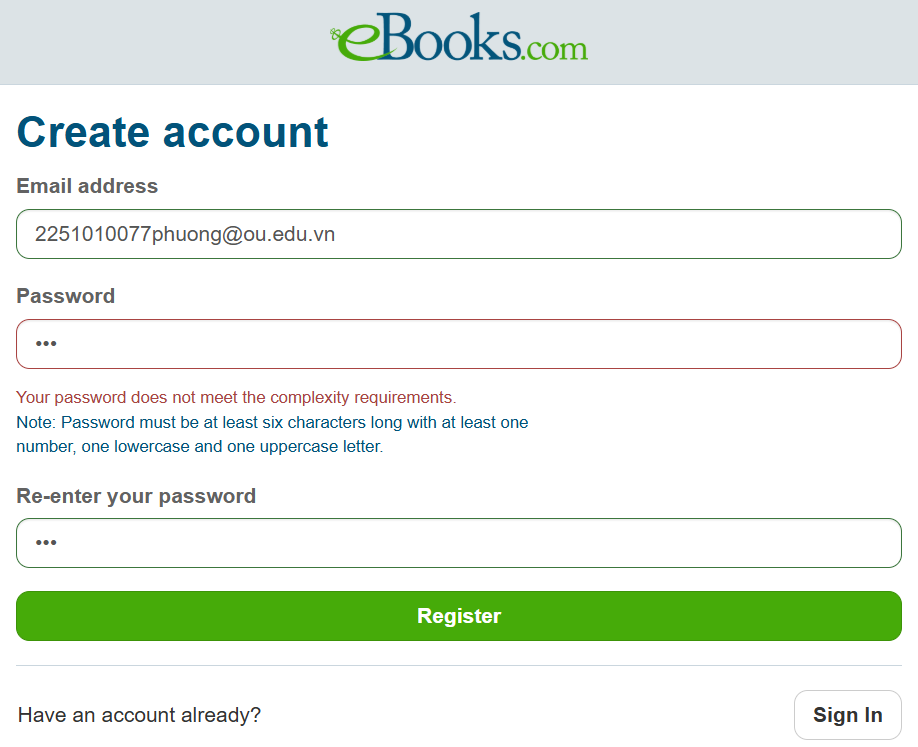 eBooks.com
Create account
Email address
2251010077phuong@ou.edu.vn
Password
•••
Your password does not meet the complexity requirements.
Note: Password must be at least six characters long with at least one
number, one lowercase and one uppercase letter.
Re-enter your password
•••
Register
Have an account already?
Sign In